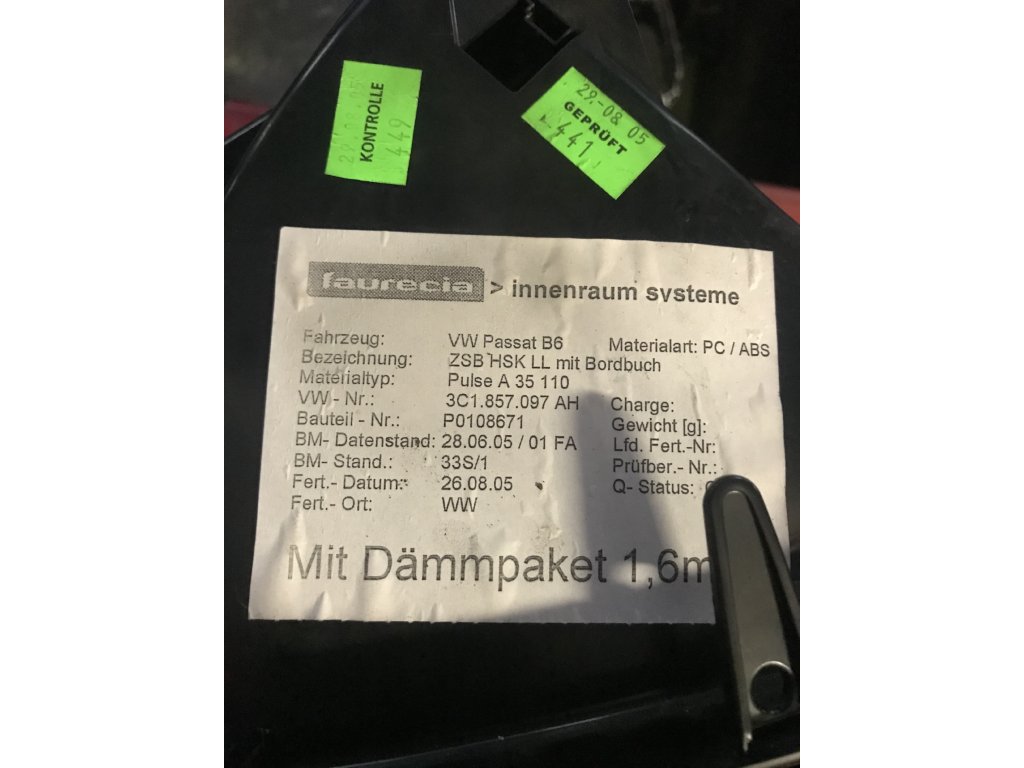 29.08.05
KONTROLLE
449
29.-08 05
GEPRÜFT
441
faurecia > innenraum systeme
Fahrzeug: VW Passat B6 Materialart: PC / ABS
Bezeichnung: ZSB HSK LL mit Bordbuch
Materialtyp: Pulse A 35 110
VW - Nr.: 3C1.857.097 AH Charge:
Bauteil - Nr.: P0108671 Gewicht [g]:
BM- Datenstand: 28.06.05 / 01 FA Lfd. Fert.-Nr:
BM- Stand.: 33S/1 Prüfber.- Nr.:
Fert.- Datum: 26.08.05 Q- Status:
Fert.- Ort: WW
Mit Dämmpaket 1,6m